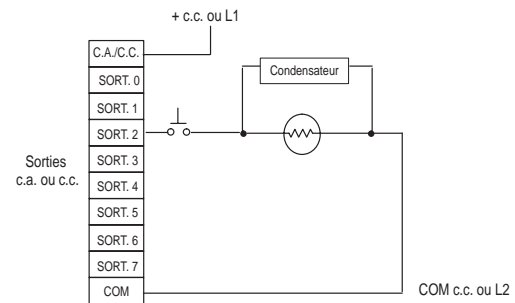 + c.c. ou L1
C.A./C.C.
SORT. 0
SORT. 1
SORT. 2
SORT. 3
SORT. 4
SORT. 5
SORT. 6
SORT. 7
COM
Condensateur
Sorties
c.a. ou c.c.
COM c.c. ou L2